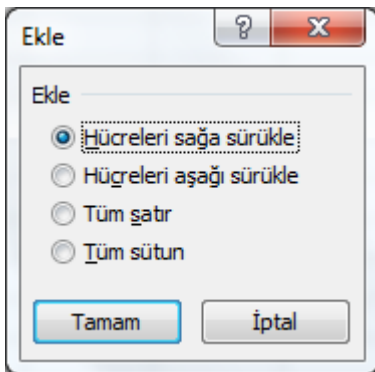 Ekle
Ekle
Hücreleri sağa sürükle
Hücreleri aşağı sürükle
Tüm satır
Tüm sütun
Tamam İptal